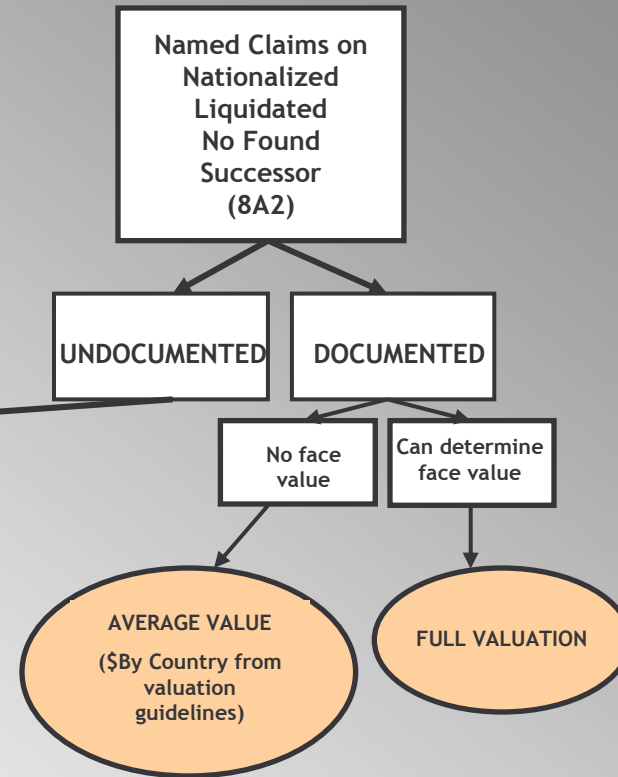 Named Claims on
Nationalized
Liquidated
No Found
Successor
(8A2)
UNDOCUMENTED
DOCUMENTED
No face
value
Can determine
face value
AVERAGE VALUE
($By Country from
valuation
guidelines)
FULL VALUATION